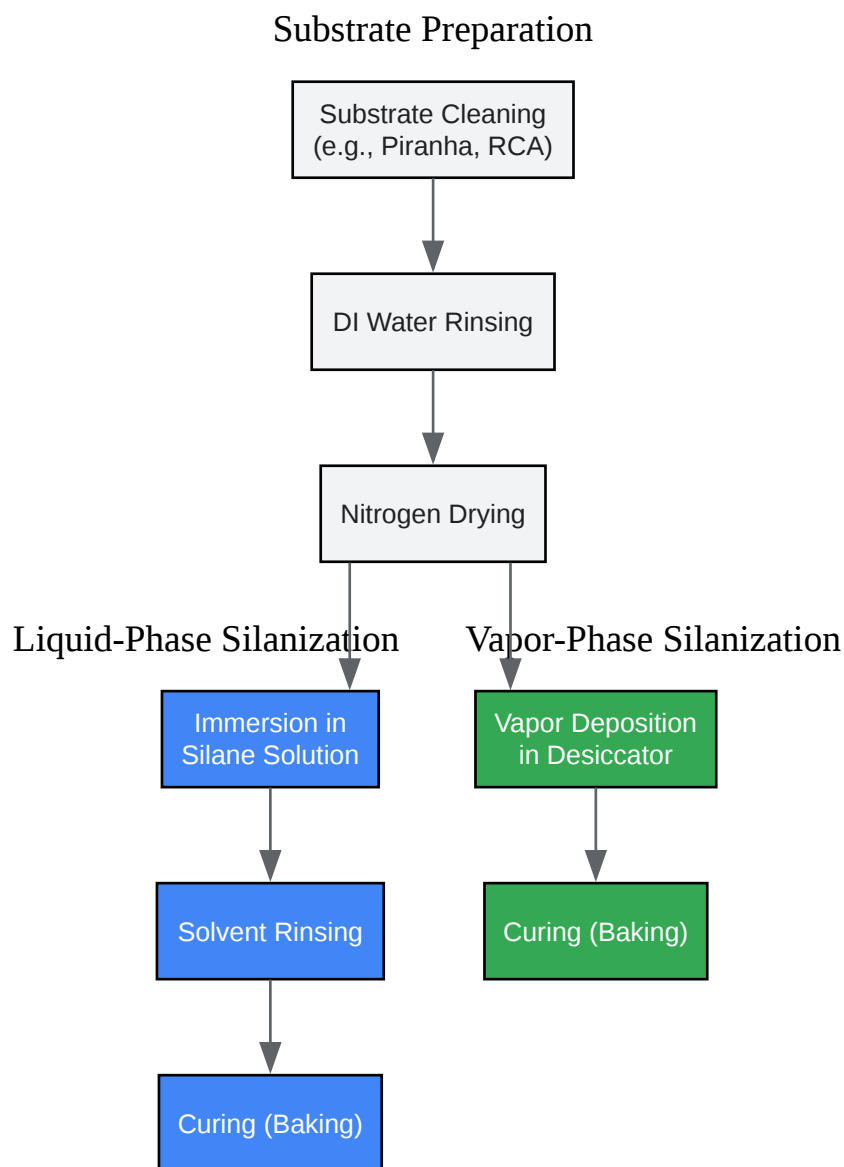 Substrate Preparation
Substrate Cleaning
(e.g., Piranha, RCA)
DI Water Rinsing
Nitrogen Drying
Liquid-Phase Silanization
Immersion in
Silane Solution
Solvent Rinsing
Curing (Baking)
Vapor-Phase Silanization
Vapor Deposition
in Desiccator
Curing (Baking)